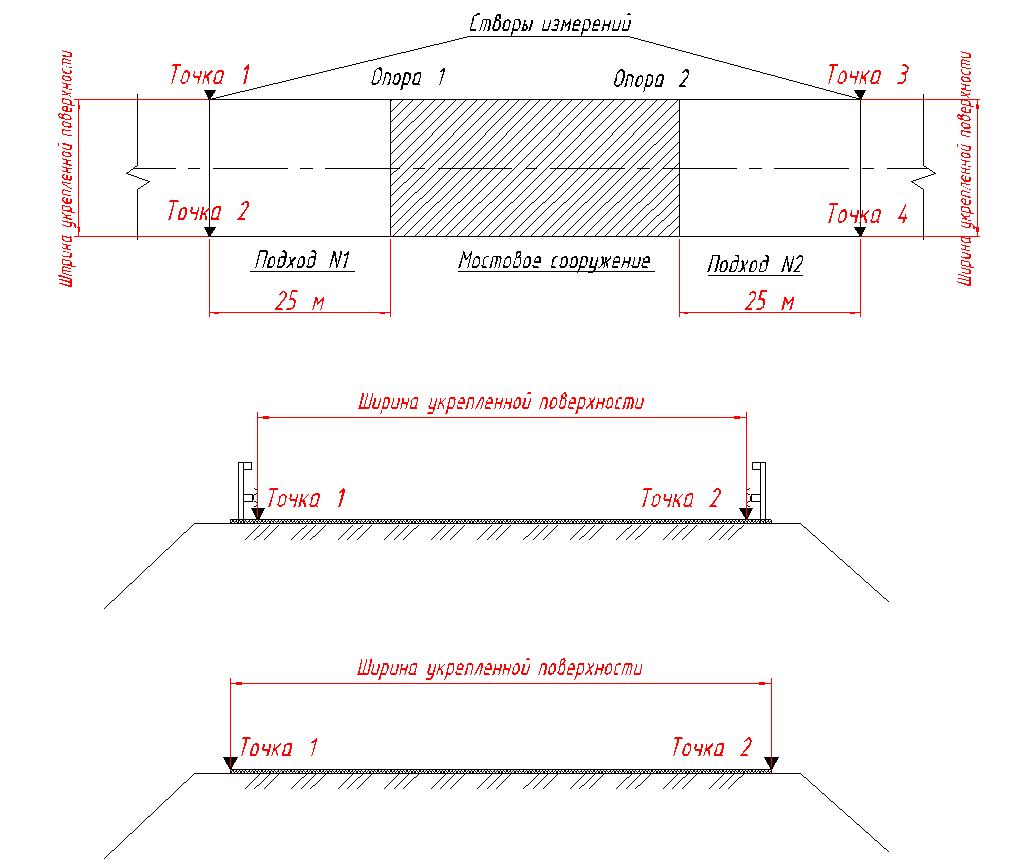 Створы измерений
Точка 1
Опора 1
Опора 2
Точка 3
Ширина укрепленной поверхности
Ширина укрепленной поверхности
Точка 2
Точка 4
Подход N1
Мостовое сооружение
Подход N2
25 м
25 м
Ширина укрепленной поверхности
Точка 1
Точка 2
Ширина укрепленной поверхности
Точка 1
Точка 2